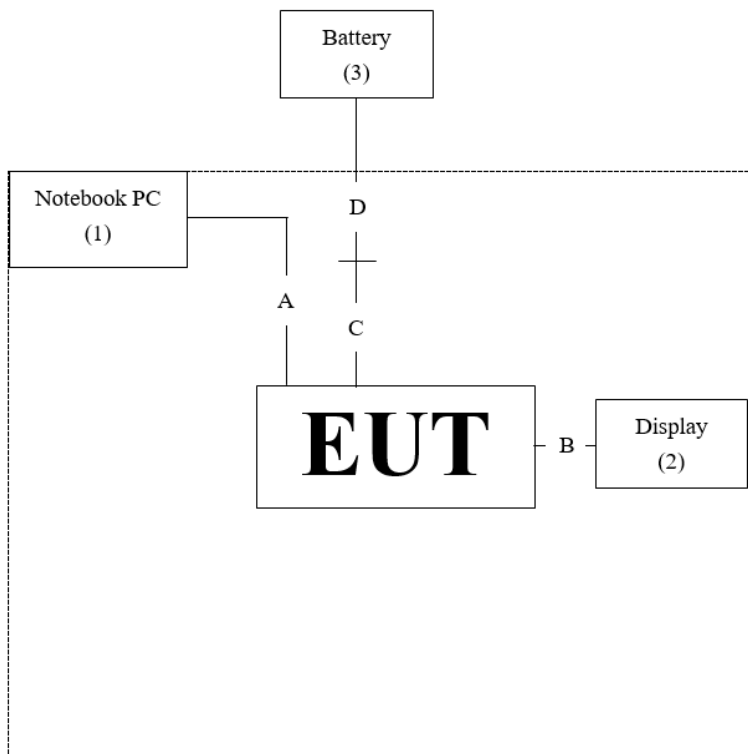 Battery
(3)
Notebook PC
(1)
D
A
C
EUT
B
Display
(2)